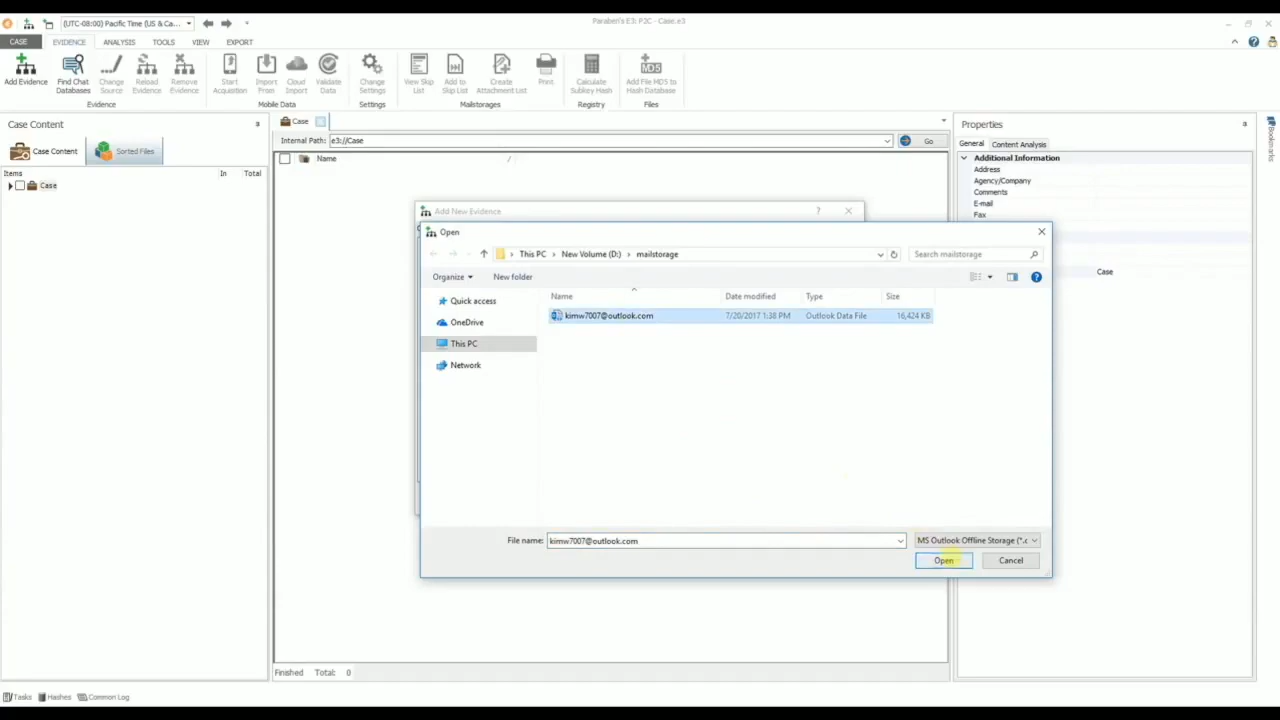 (UTC-08:00) Pacific Time (US & Ca...
Paraben's E3: P2C - Case.e3
CASE EVIDENCE ANALYSIS TOOLS VIEW EXPORT
Add Evidence
Find Chat Databases
Change Source
Reload Evidence
Remove Evidence
Start Acquisition
Import From
Cloud Import
Validate Data
Change Settings
View Skip List
Add to Skip List
Create Attachment List
Print
Calculate Subkey Hash
MD5
Add File MD5 to Hash Database
Evidence
Mobile Data
Settings
Mailstorages
Registry
Files
Case Content
Case Content
Sorted Files
Items In Total
Case
Case
Internal Path: e3://Case Go
Name /
Add New Evidence ?
Open
This PC > New Volume (D:) > mailstorage
Search mailstorage
Organize New folder
Quick access
OneDrive
This PC
Network
Name Date modified Type Size
kimw7007@outlook.com 7/20/2017 1:38 PM Outlook Data File 16,424 KB
File name: kimw7007@outlook.com
MS Outlook Offline Storage (*.c
Open Cancel
Properties
General Content Analysis
Additional Information
Address
Agency/Company
Comments
E-mail
Fax
Case
Bookmarks
Finished Total: 0
Tasks Hashes Common Log